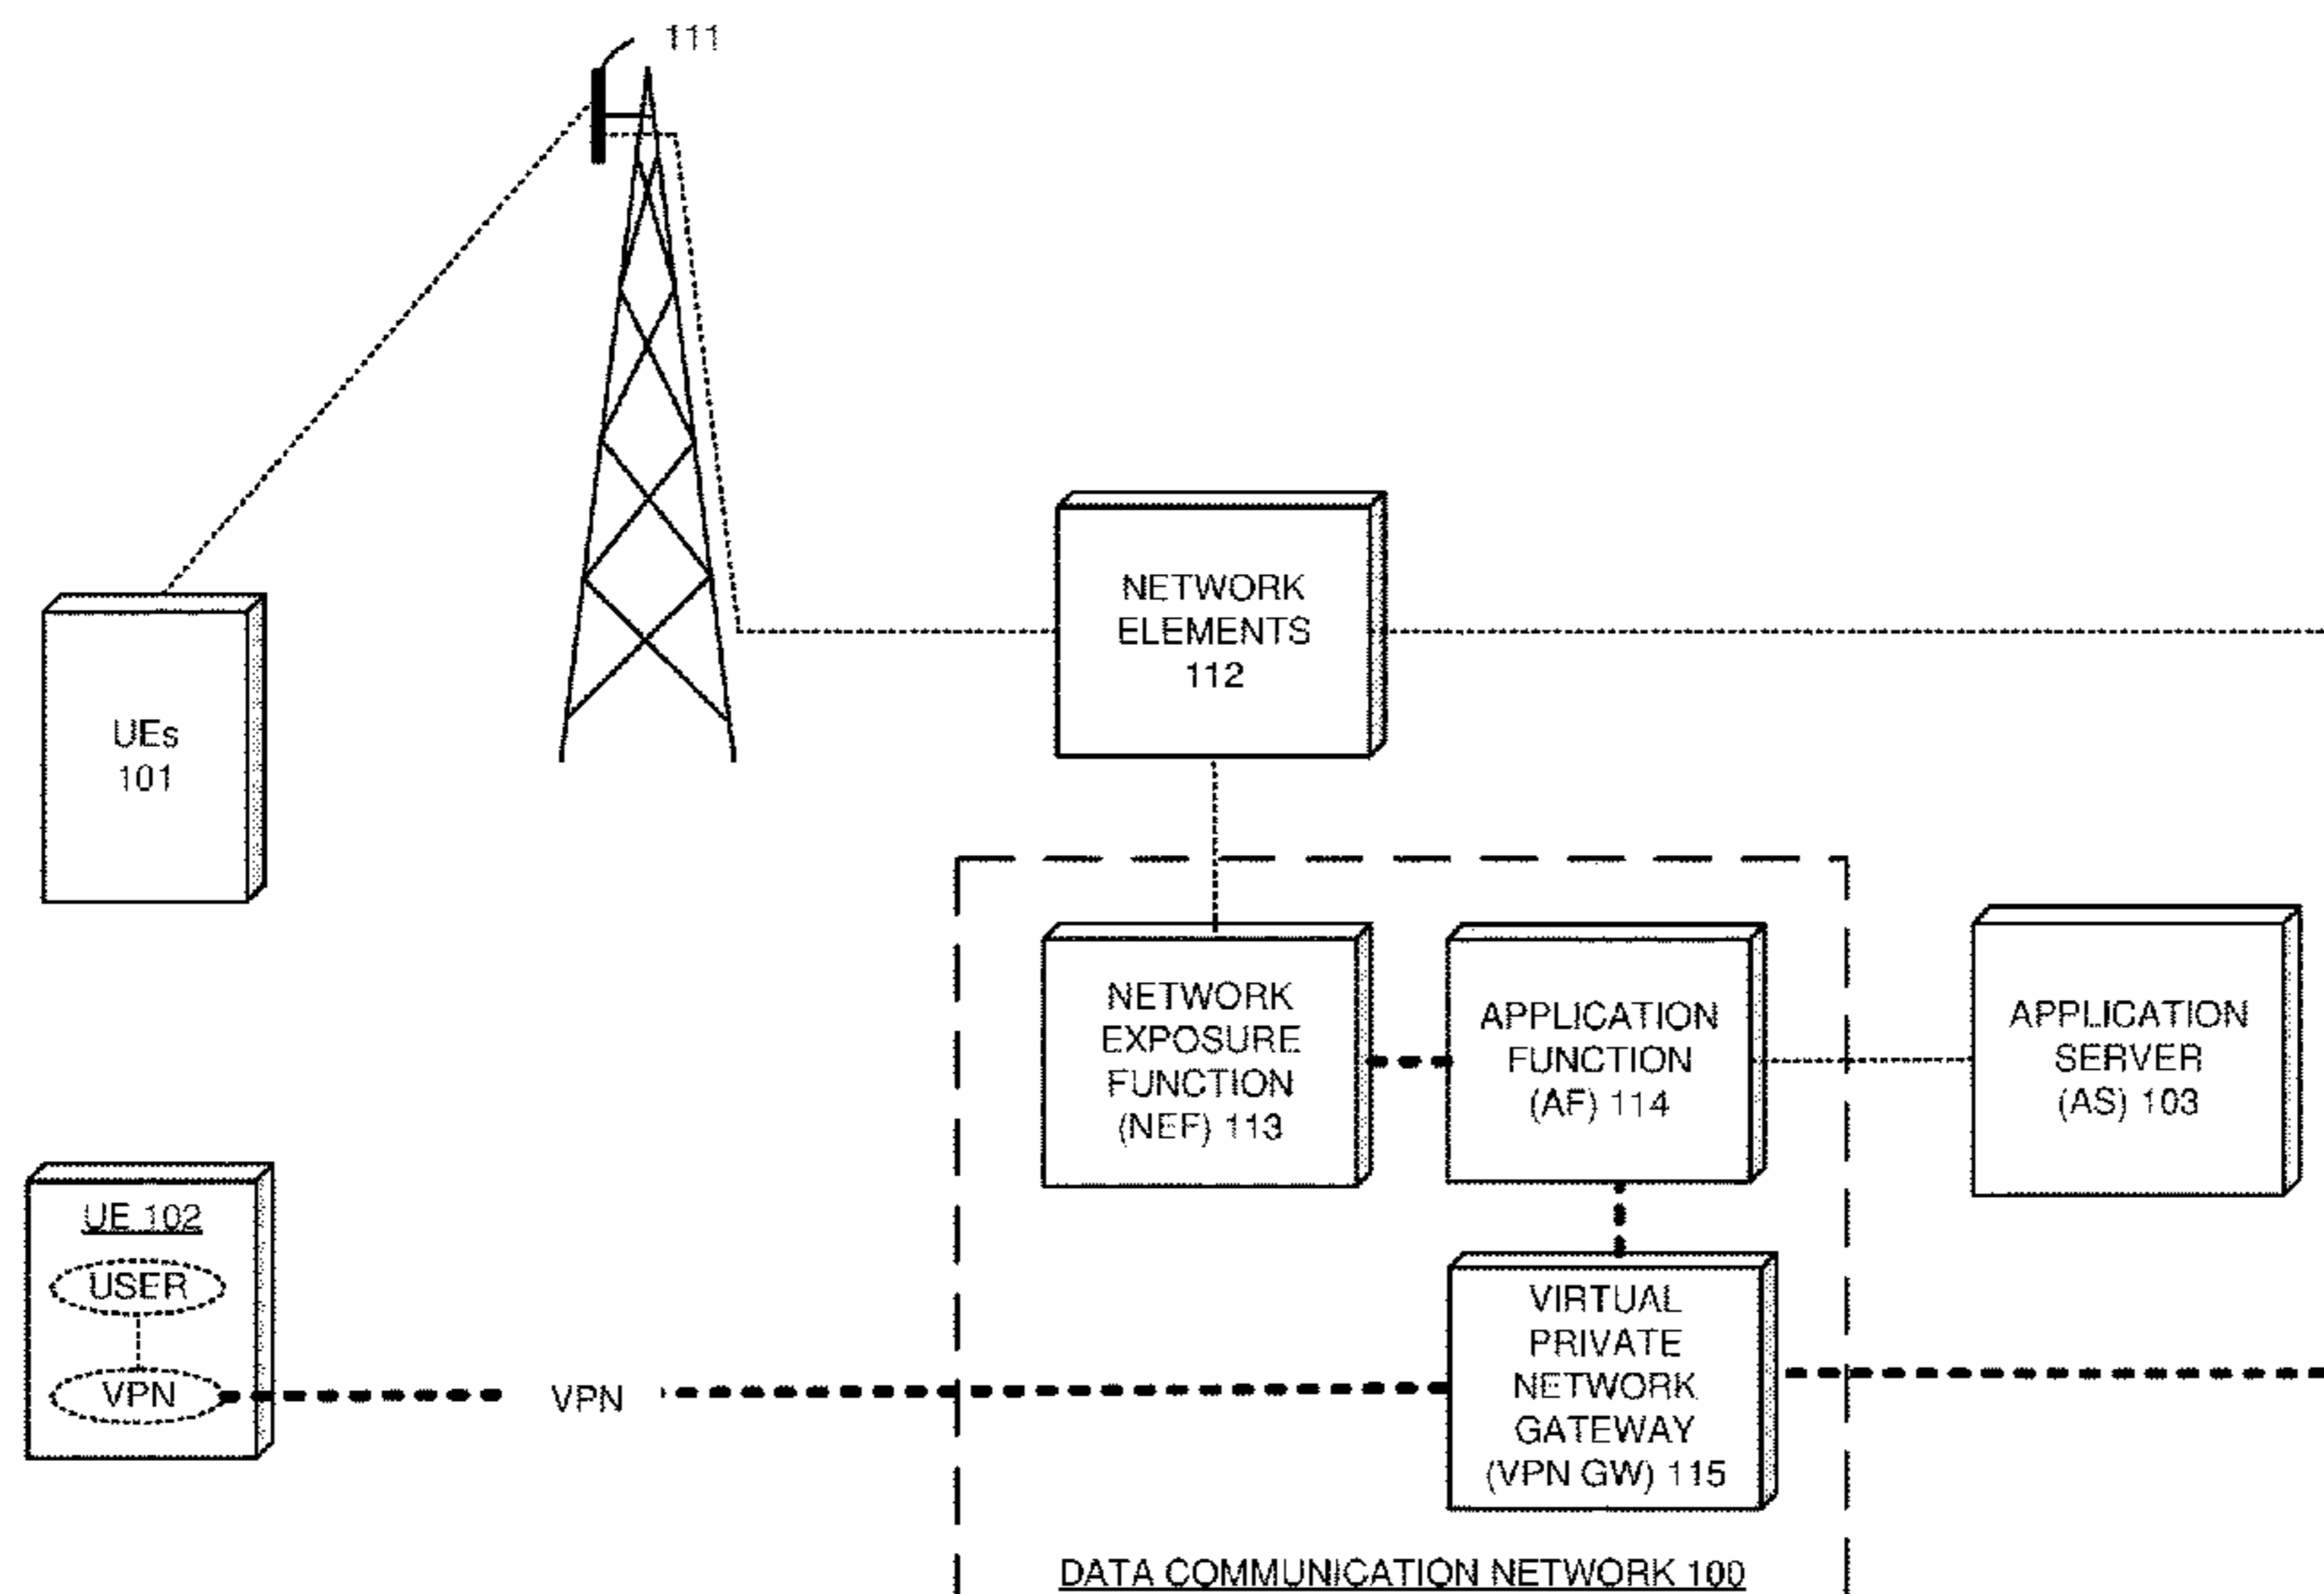 111
NETWORK
ELEMENTS
112
UEs
101
NETWORK
EXPOSURE
FUNCTION
(NEF) 113
APPLICATION
FUNCTION
(AF) 114
APPLICATION
SERVER
(AS) 103
UE 102
USER
VPN
VPN
VIRTUAL
PRIVATE
NETWORK
GATEWAY
(VPN GW) 115
DATA COMMUNICATION NETWORK 100